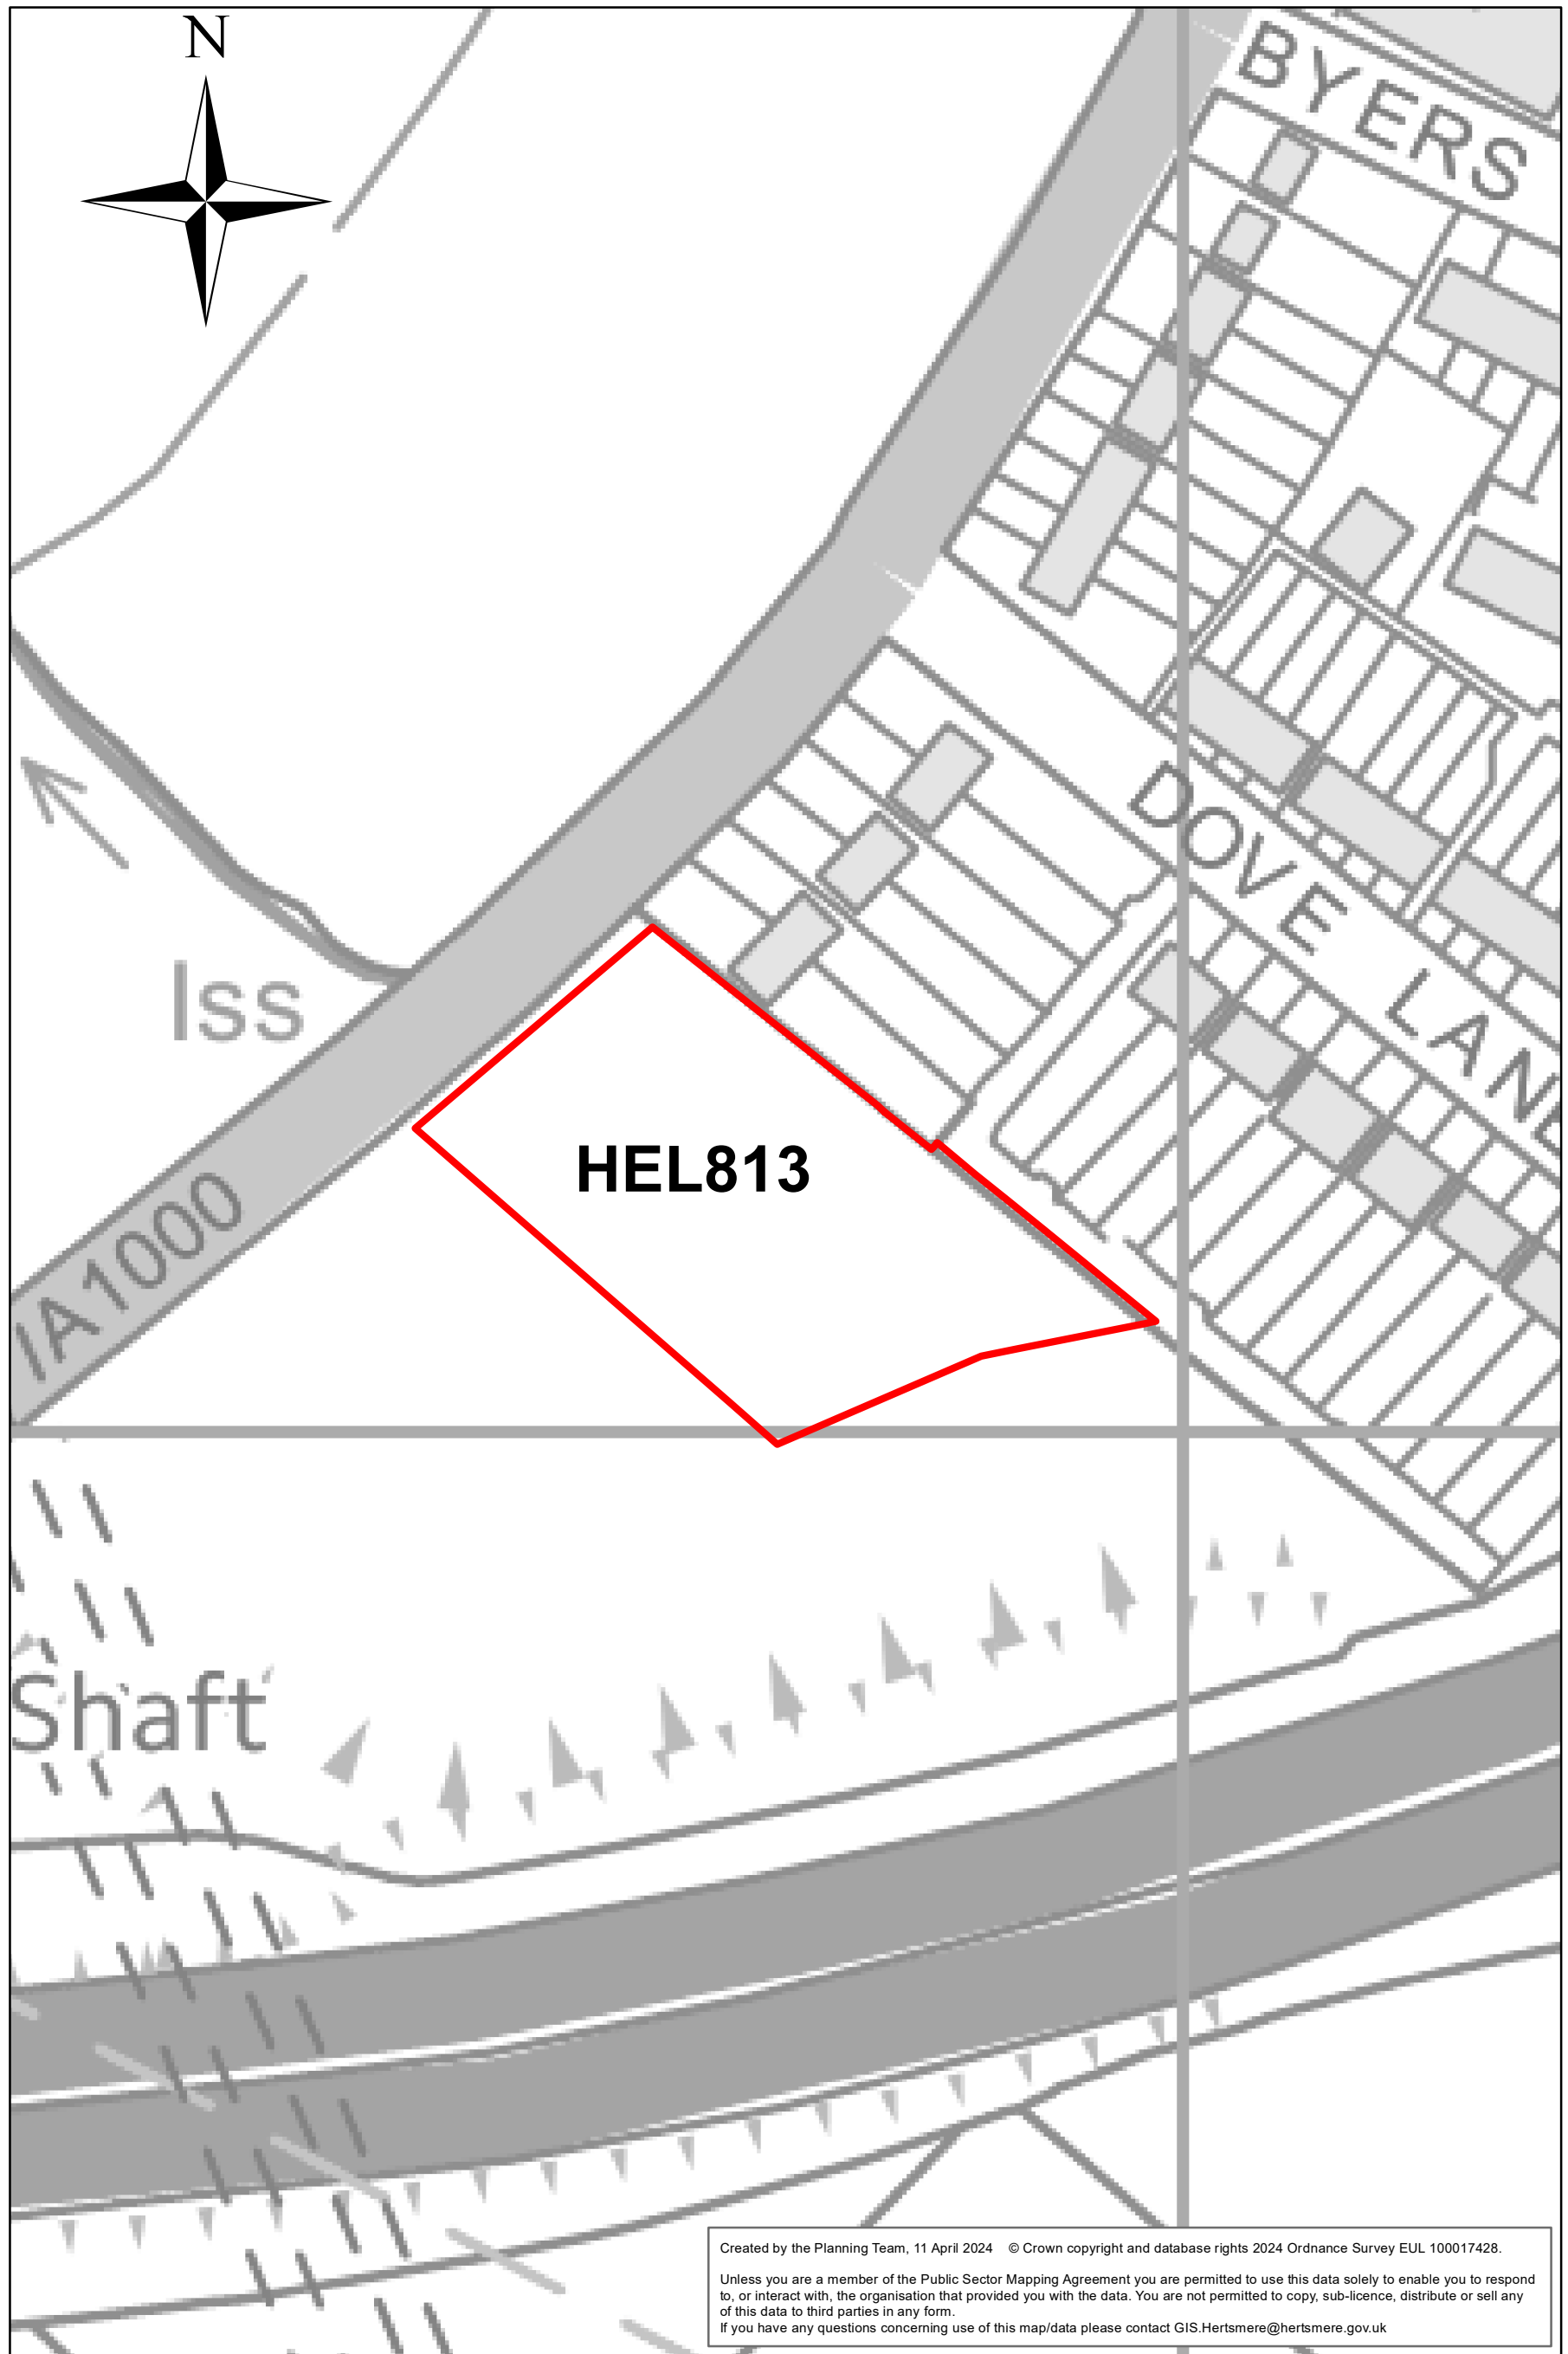 N
BYERS
DOVE LANE
Iss
HEL813
A1000
Shaft
Created by the Planning Team, 11 April 2024 © Crown copyright and database rights 2024 Ordnance Survey EUL 100017428.
Unless you are a member of the Public Sector Mapping Agreement you are permitted to use this data solely to enable you to respond
to, or interact with, the organisation that provided you with the data. You are not permitted to copy, sub-licence, distribute or sell any
of this data to third parties in any form.
If you have any questions concerning use of this map/data please contact GIS.Hertsmere@hertsmere.gov.uk